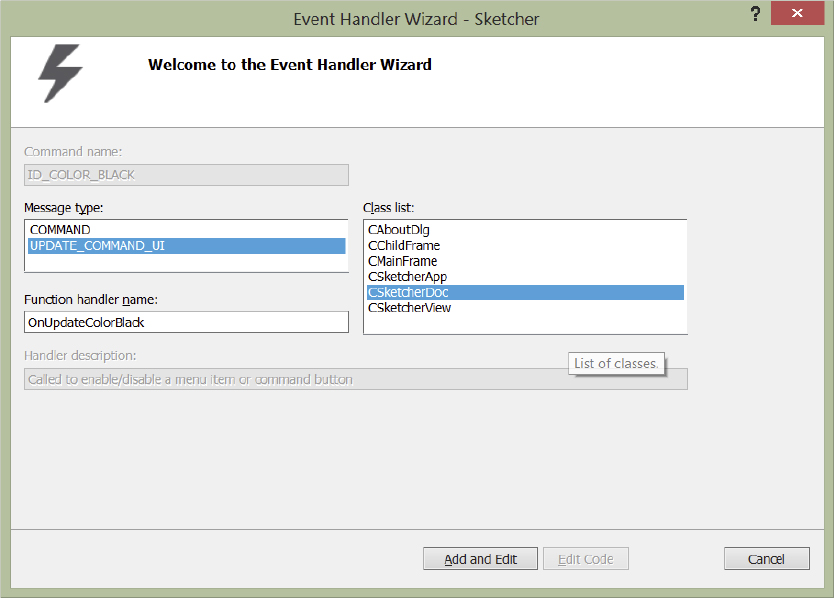 Event Handler Wizard - Sketcher
?
Welcome to the Event Handler Wizard
Command name:
ID_COLOR_BLACK
Message type:
COMMAND
UPDATE_COMMAND_UI
Class list:
CAboutDlg
CChildFrame
CMainFrame
CSketcherApp
CSketcherDoc
CSketcherView
Function handler name:
OnUpdateColorBlack
Handler description:
Called to enable/disable a menu item or command button
List of classes.
Add and Edit
Edit Code
Cancel